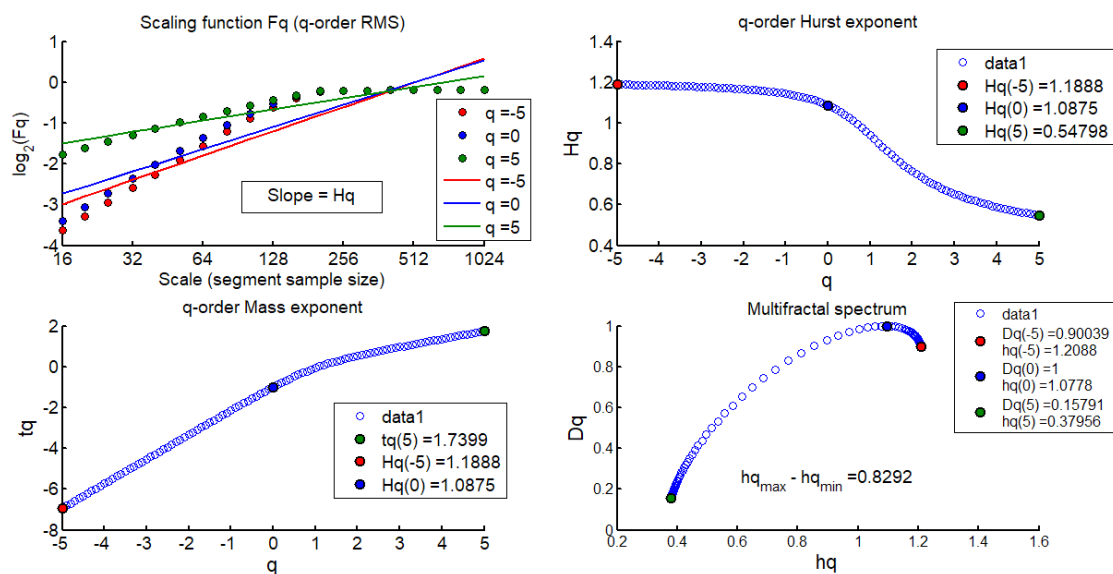 Scaling function Fq (q-order RMS)
1
0
-1
-2
-3
-4
log2(Fq)
q =-5
q =0
q =5
q =-5
q =0
q =5
Slope = Hq
16 32 64 128 256 512 1024
Scale (segment sample size)
q-order Hurst exponent
1.4
1.2
1
0.8
0.6
0.4
Hq
data1
Hq(-5) =1.1888
Hq(0) =1.0875
Hq(5) =0.54798
-5 -4 -3 -2 -1 0 1 2 3 4 5
q
q-order Mass exponent
2
0
-2
-4
-6
-8
tq
data1
tq(5) =1.7399
Hq(-5) =1.1888
Hq(0) =1.0875
-5 -4 -3 -2 -1 0 1 2 3 4 5
q
Multifractal spectrum
1
0.8
0.6
0.4
0.2
0
Dq
data1
Dq(-5) =0.90039
hq(-5) =1.2088
Dq(0) =1
hq(0) =1.0778
Dq(5) =0.15791
hq(5) =0.37956
hqmax - hqmin =0.8292
0.2 0.4 0.6 0.8 1 1.2 1.4 1.6
hq